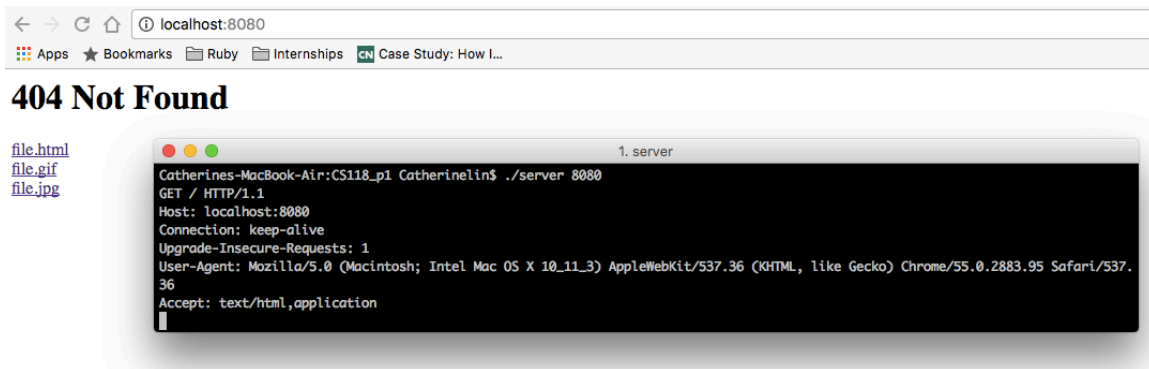 localhost:8080
Apps Bookmarks Ruby Internships CN Case Study: How I...
404 Not Found
file.html
file.gif
file.jpg
1. server
Catherines-MacBook-Air:CS118_p1 Catherinelin$ ./server 8080
GET / HTTP/1.1
Host: localhost:8080
Connection: keep-alive
Upgrade-Insecure-Requests: 1
User-Agent: Mozilla/5.0 (Macintosh; Intel Mac OS X 10_11_3) AppleWebKit/537.36 (KHTML, like Gecko) Chrome/55.0.2883.95 Safari/537.
36
Accept: text/html,application